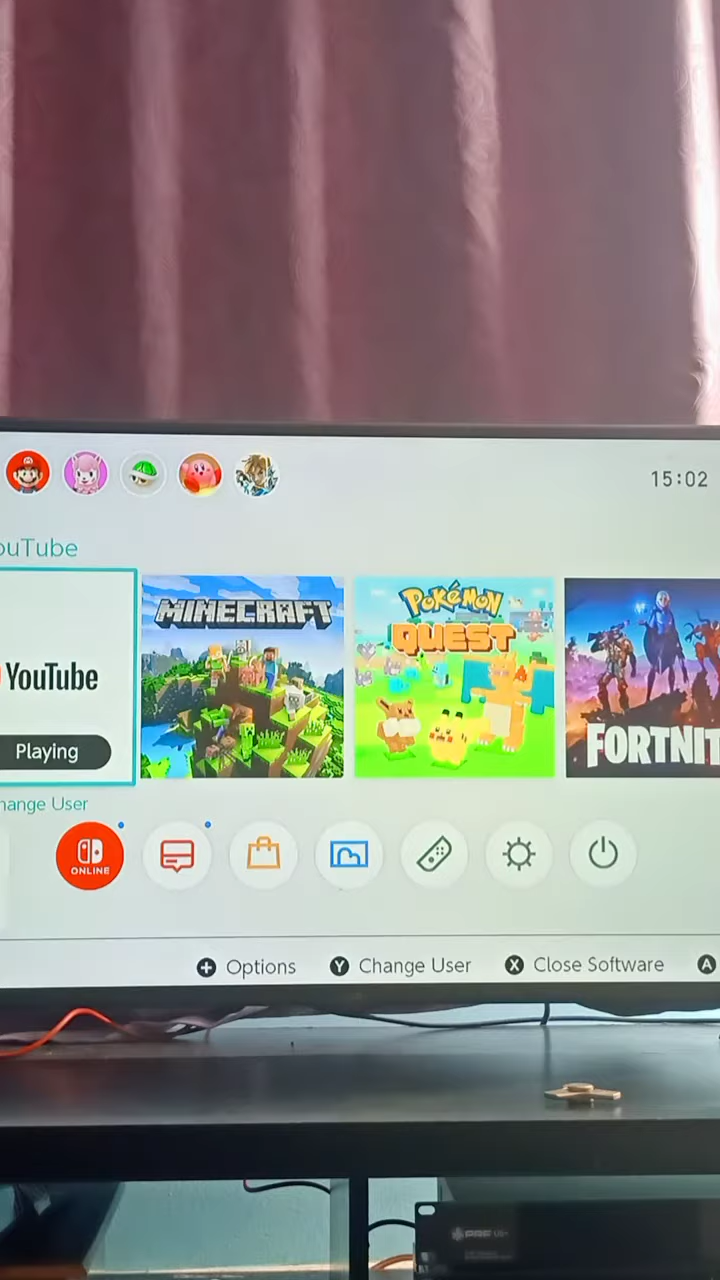 15:02
ouTube
MINECRAFT
POKéMON
QUEST
YouTube
FORTNIT
Playing
hange User
ONLINE
+ Options
Y Change User
X Close Software
A